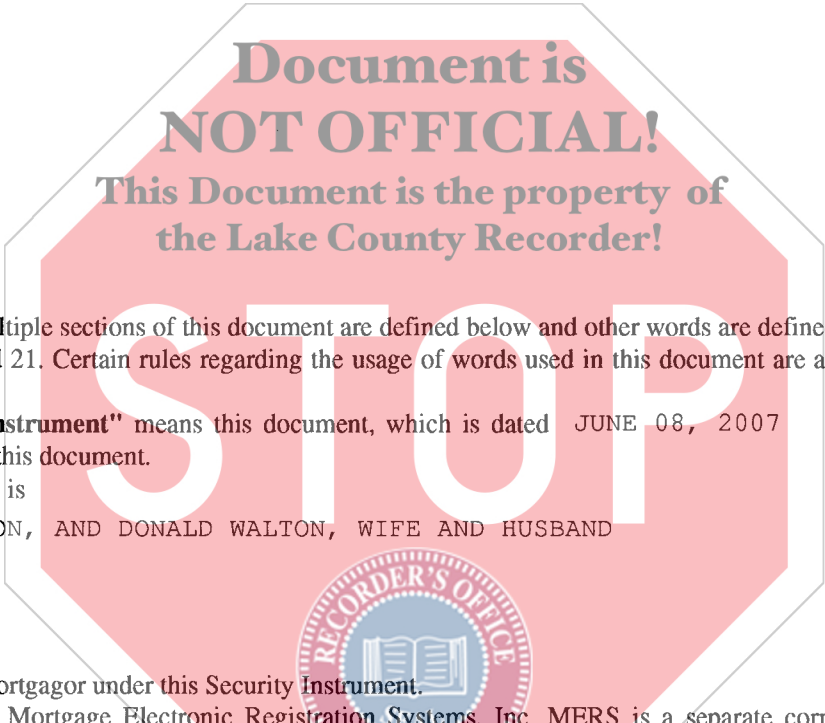 Document is
NOT OFFICIAL!
This Document is the property of
the Lake County Recorder!
STOP
ltiple sections of this document are defined below and other words are define
21. Certain rules regarding the usage of words used in this document are a
nstrument" means this document, which is dated JUNE 08, 2007
this document.
is
ON, AND DONALD WALTON, WIFE AND HUSBAND
RECORDER'S OFFICE
ortgagor under this Security Instrument.
Mortgage Electronic Registration Systems, Inc. MERS is a separate corp